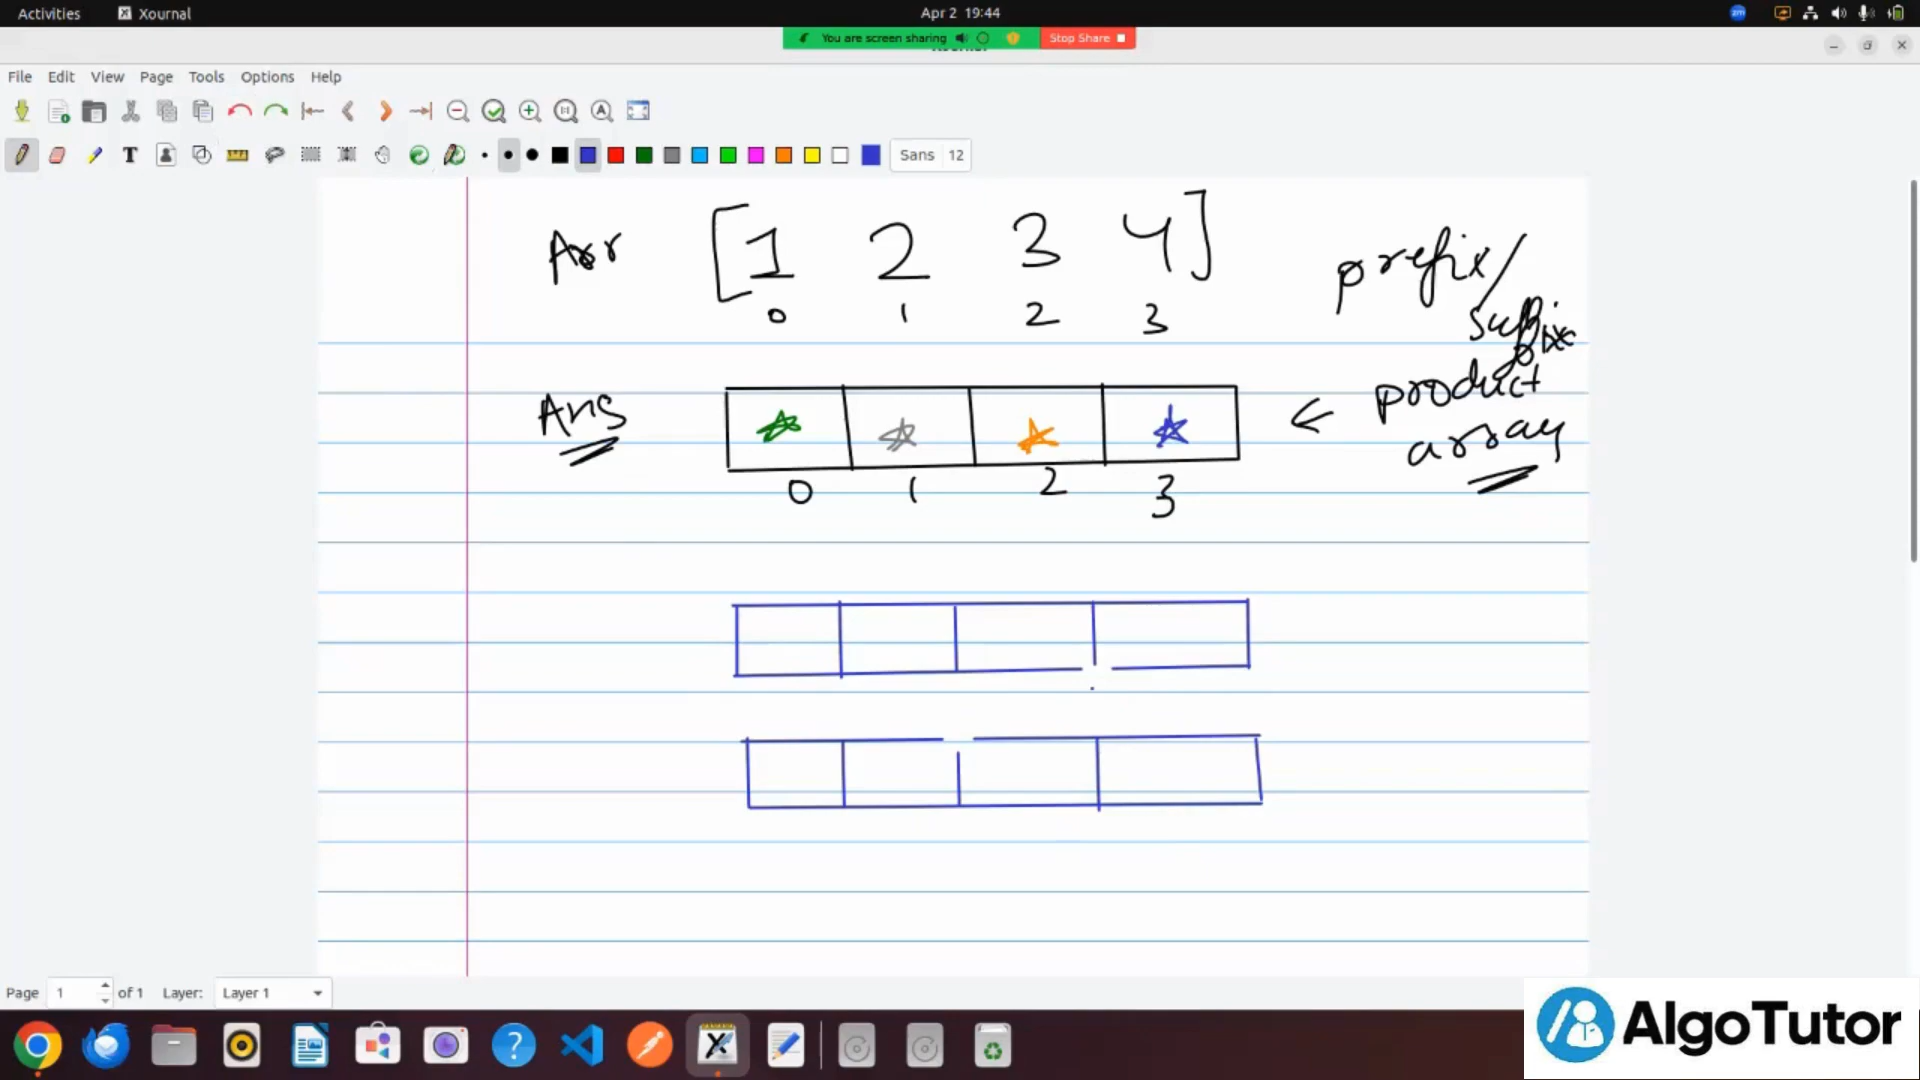 Activities Xournal Apr 2 19:44
You are screen sharing Stop Share
File Edit View Page Tools Options Help
T Sans 12
Arr [1 2 3 4] prefix/
0 1 2 3 suffix
Ans ← product
array
0 1 2 3
Page 1 of 1 Layer: Layer 1
AlgoTutor